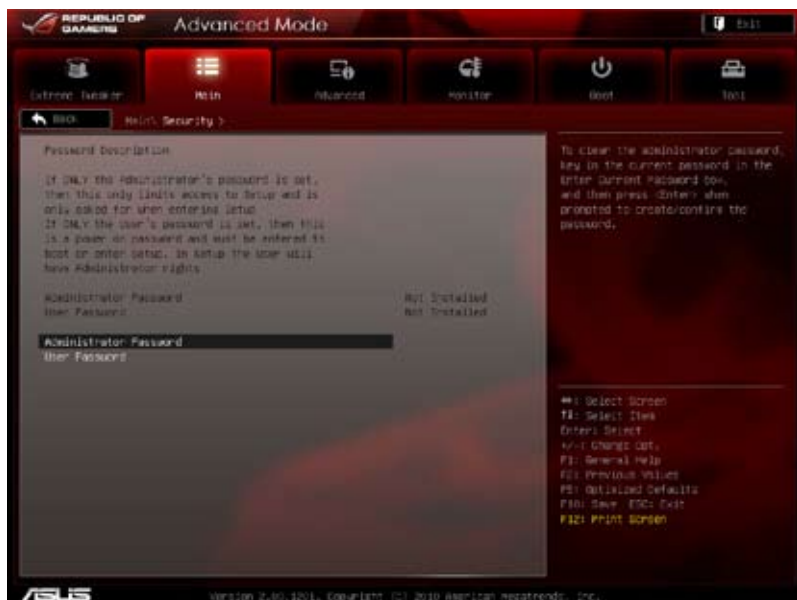 REPUBLIC OF
GAMERS
Advanced Mode
Exit
Extreme Tweaker
Main
Advanced
Monitor
Boot
Tool
Back
Main\ Security >
Password Description
If ONLY the Administrator's password is set,
then this only limits access to Setup and is
only asked for when entering Setup
If ONLY the User's password is set, then this
is a power on password and must be entered to
boot or enter Setup. In Setup the User will
have Administrator rights
Administrator Password
Not Installed
User Password
Not Installed
Administrator Password
User Password
To clear the administrator password,
key in the current password in the
Enter Current Password box,
and then press <Enter> when
prompted to create/confirm the
password.
: Select Screen
: Select Item
Enter: Select
+/-: Change Opt.
F1: General Help
F2: Previous Values
F5: Optimized Defaults
F10: Save ESC: Exit
F12: Print Screen
ASUS
Version 2.00.1201. Copyright (C) 2010 American Megatrends, Inc.